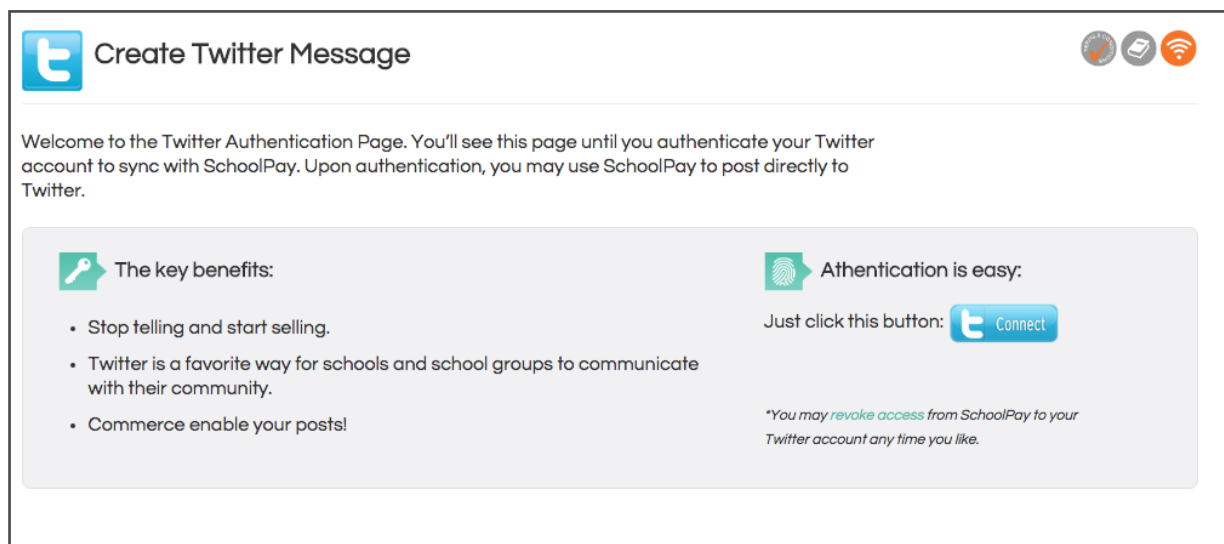 Create Twitter Message
Welcome to the Twitter Authentication Page. You'll see this page until you authenticate your Twitter
account to sync with SchoolPay. Upon authentication, you may use SchoolPay to post directly to
Twitter.
The key benefits:
• Stop telling and start selling.
• Twitter is a favorite way for schools and school groups to communicate
with their community.
• Commerce enable your posts!
Athentication is easy:
Just click this button: t Connect
*You may revoke access from SchoolPay to your
Twitter account any time you like.